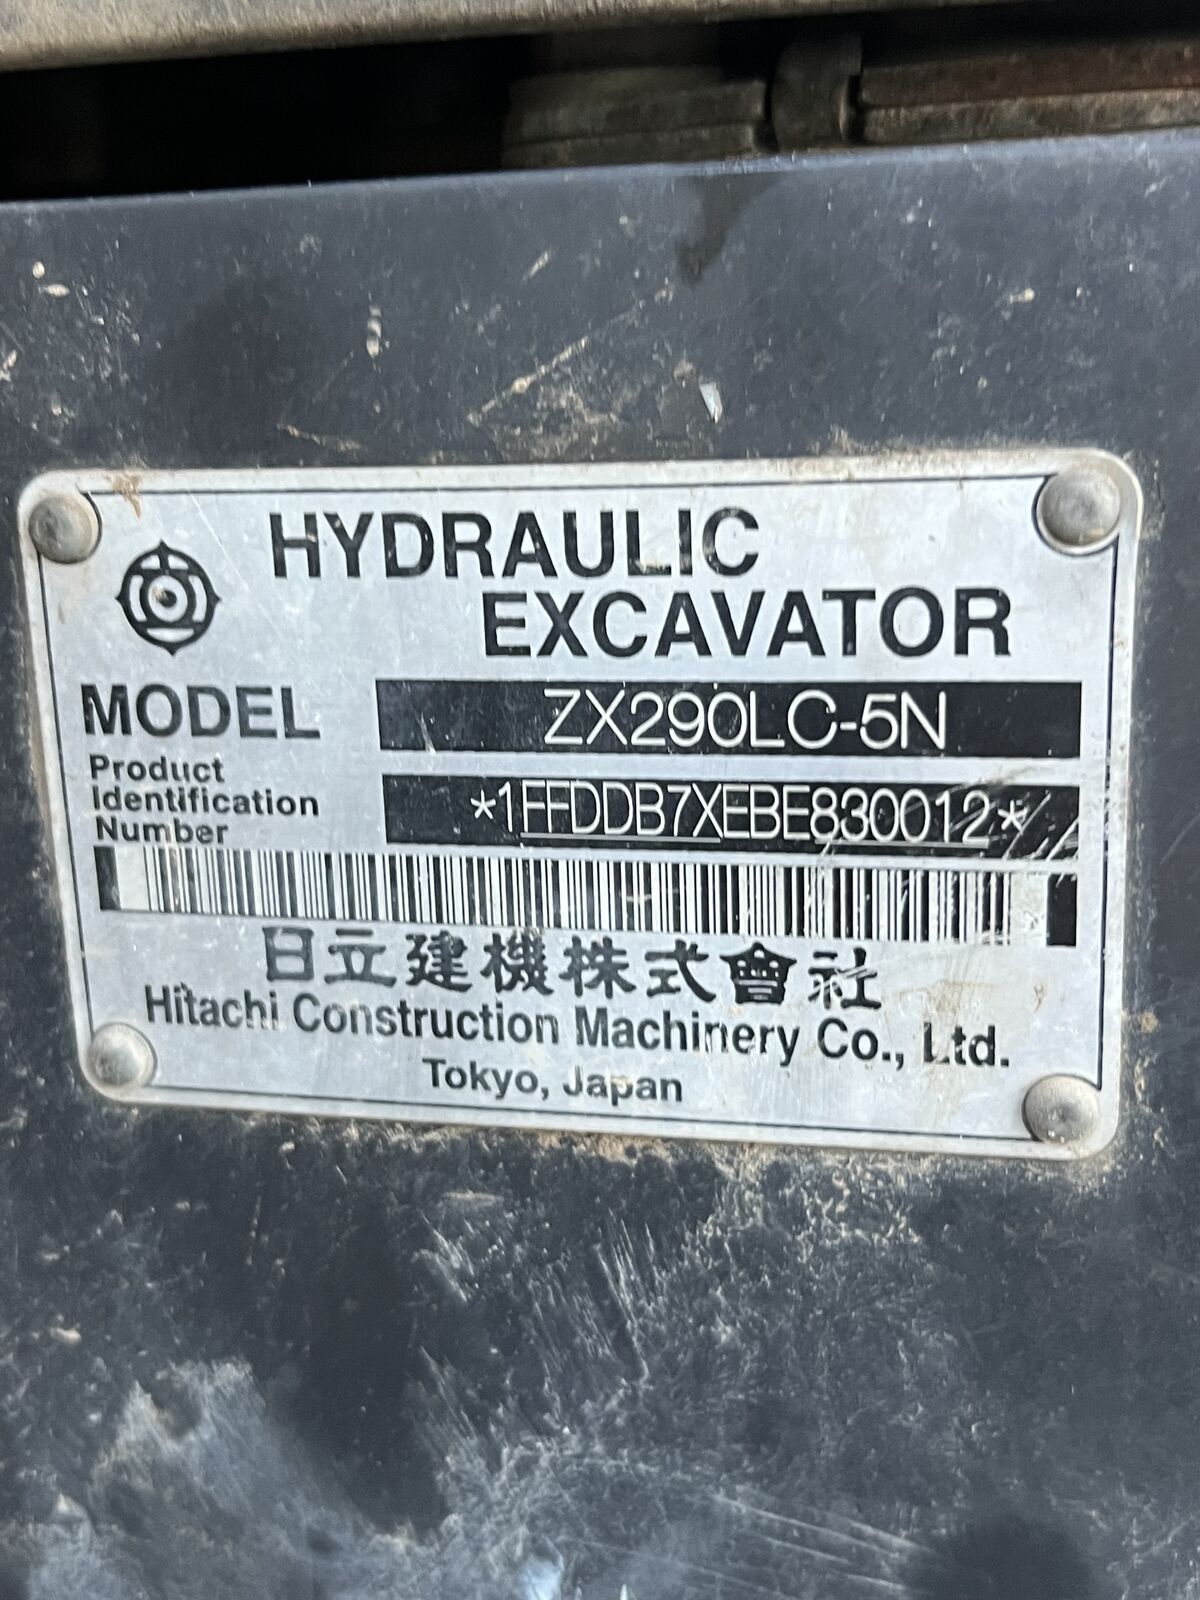 HYDRAULIC
EXCAVATOR
MODEL ZX290LC-5N
Product
Identification
Number
*1FFDDB7XEBE830012*
日立建機株式會社
Hitachi Construction Machinery Co., Ltd.
Tokyo, Japan